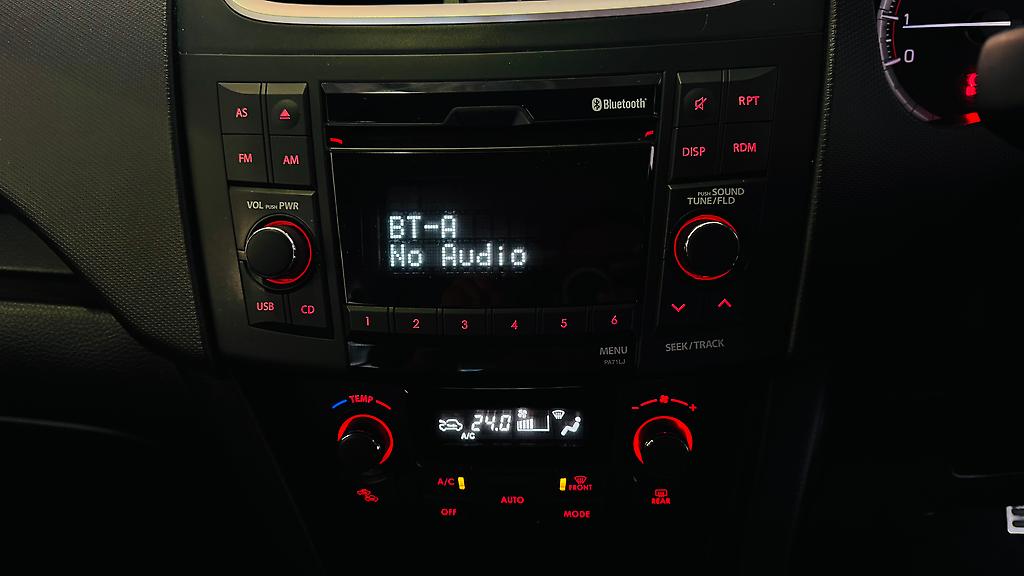 1
0
Bluetooth
AS
FM
AM
RPT
DISP
RDM
VOL PUSH PWR
PUSH SOUND
TUNE/FLD
BT-A
No Audio
USB
CD
1 2 3 4 5 6
MENU
PA71LJ
SEEK/TRACK
TEMP
- +
24.0
A/C
A/C
FRONT
AUTO
REAR
OFF
MODE